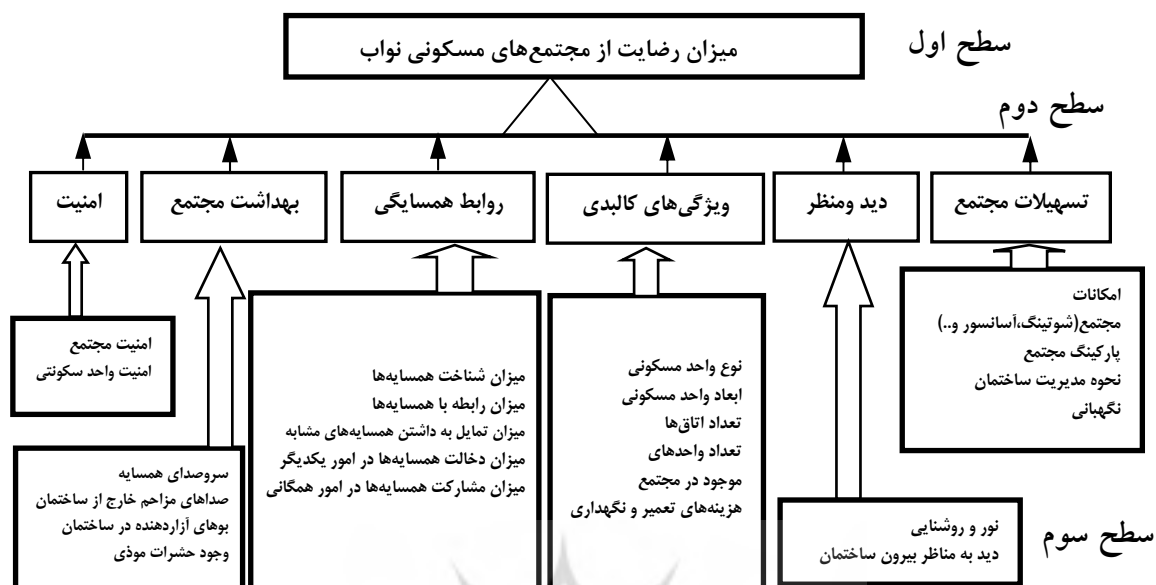 سطح اول
میزان رضایت از مجتمع‌های مسکونی نواب
سطح دوم
تسهیلات مجتمع
دید ومنظر
ویژگی‌های کالبدی
روابط همسایگی
بهداشت مجتمع
امنیت
امکانات
مجتمع(شوتینگ،آسانسور و..)
پارکینگ مجتمع
نحوه مدیریت ساختمان
نگهبانی
نور و روشنایی
دید به مناظر بیرون ساختمان
نوع واحد مسکونی
ابعاد واحد مسکونی
تعداد اتاق‌ها
تعداد واحدهای
موجود در مجتمع
هزینه‌های تعمیر و نگهداری
میزان شناخت همسایه‌ها
میزان رابطه با همسایه‌ها
میزان تمایل به داشتن همسایه‌های مشابه
میزان دخالت همسایه‌ها در امور یکدیگر
میزان مشارکت همسایه‌ها در امور همگانی
سروصدای همسایه
صداهای مزاحم خارج از ساختمان
بوهای آزاردهنده در ساختمان
وجود حشرات موذی
امنیت مجتمع
امنیت واحد سکونتی
سطح سوم